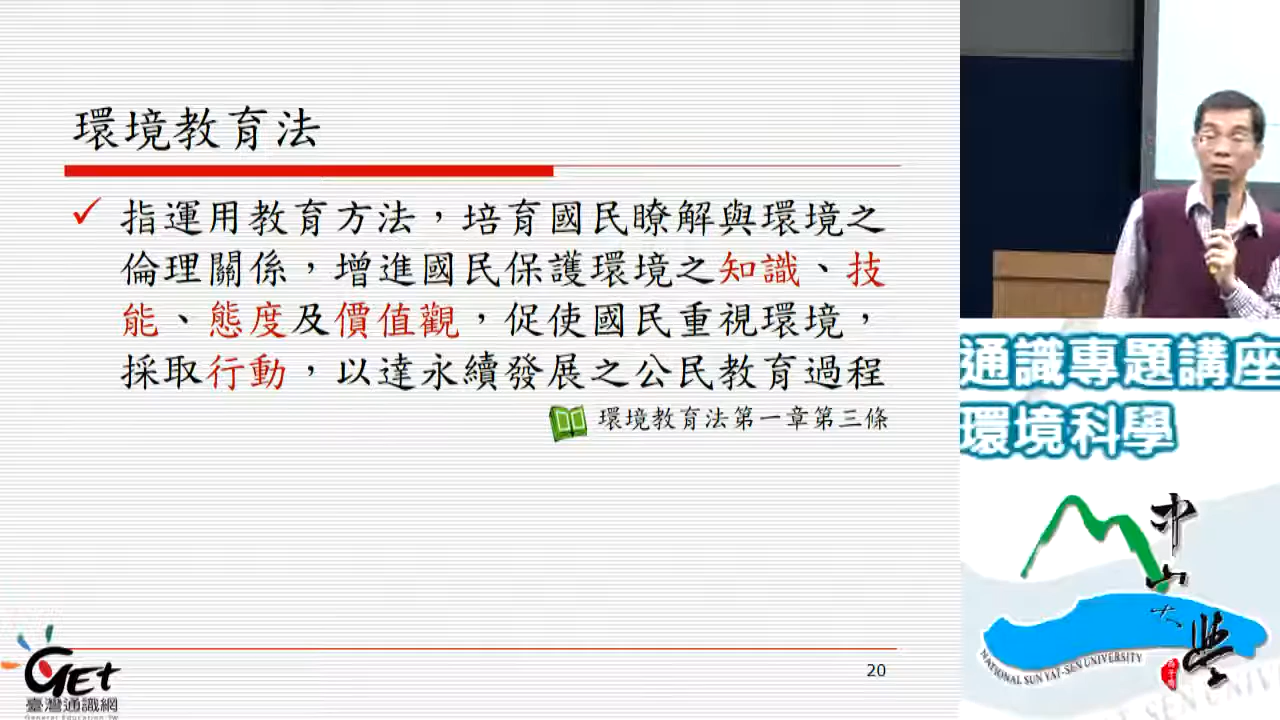 環境教育法
✓ 指運用教育方法，培育國民瞭解與環境之
倫理關係，增進國民保護環境之知識、技
能、態度及價值觀，促使國民重視環境，
採取行動，以達永續發展之公民教育過程
環境教育法第一章第三條
20
GET
臺灣通識網
General Education TW
通識專題講座
環境科學
中山大學
NATIONAL SUN YAT-SEN UNIVERSITY